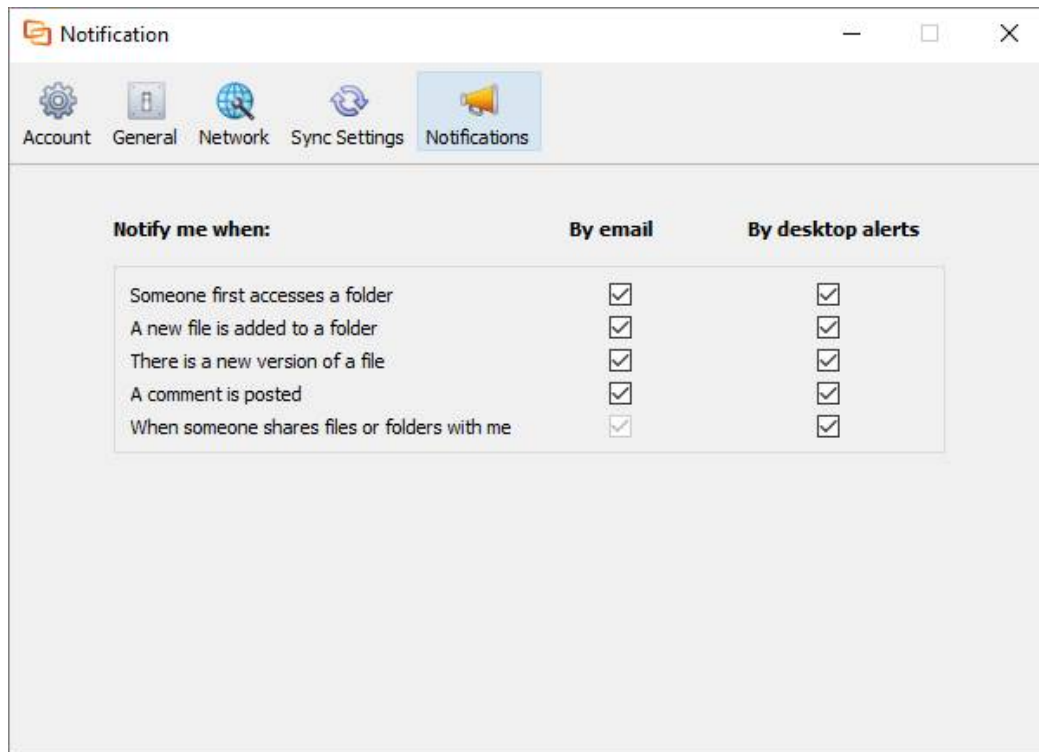 Notification
Account General Network Sync Settings Notifications
Notify me when: By email By desktop alerts
Someone first accesses a folder
A new file is added to a folder
There is a new version of a file
A comment is posted
When someone shares files or folders with me